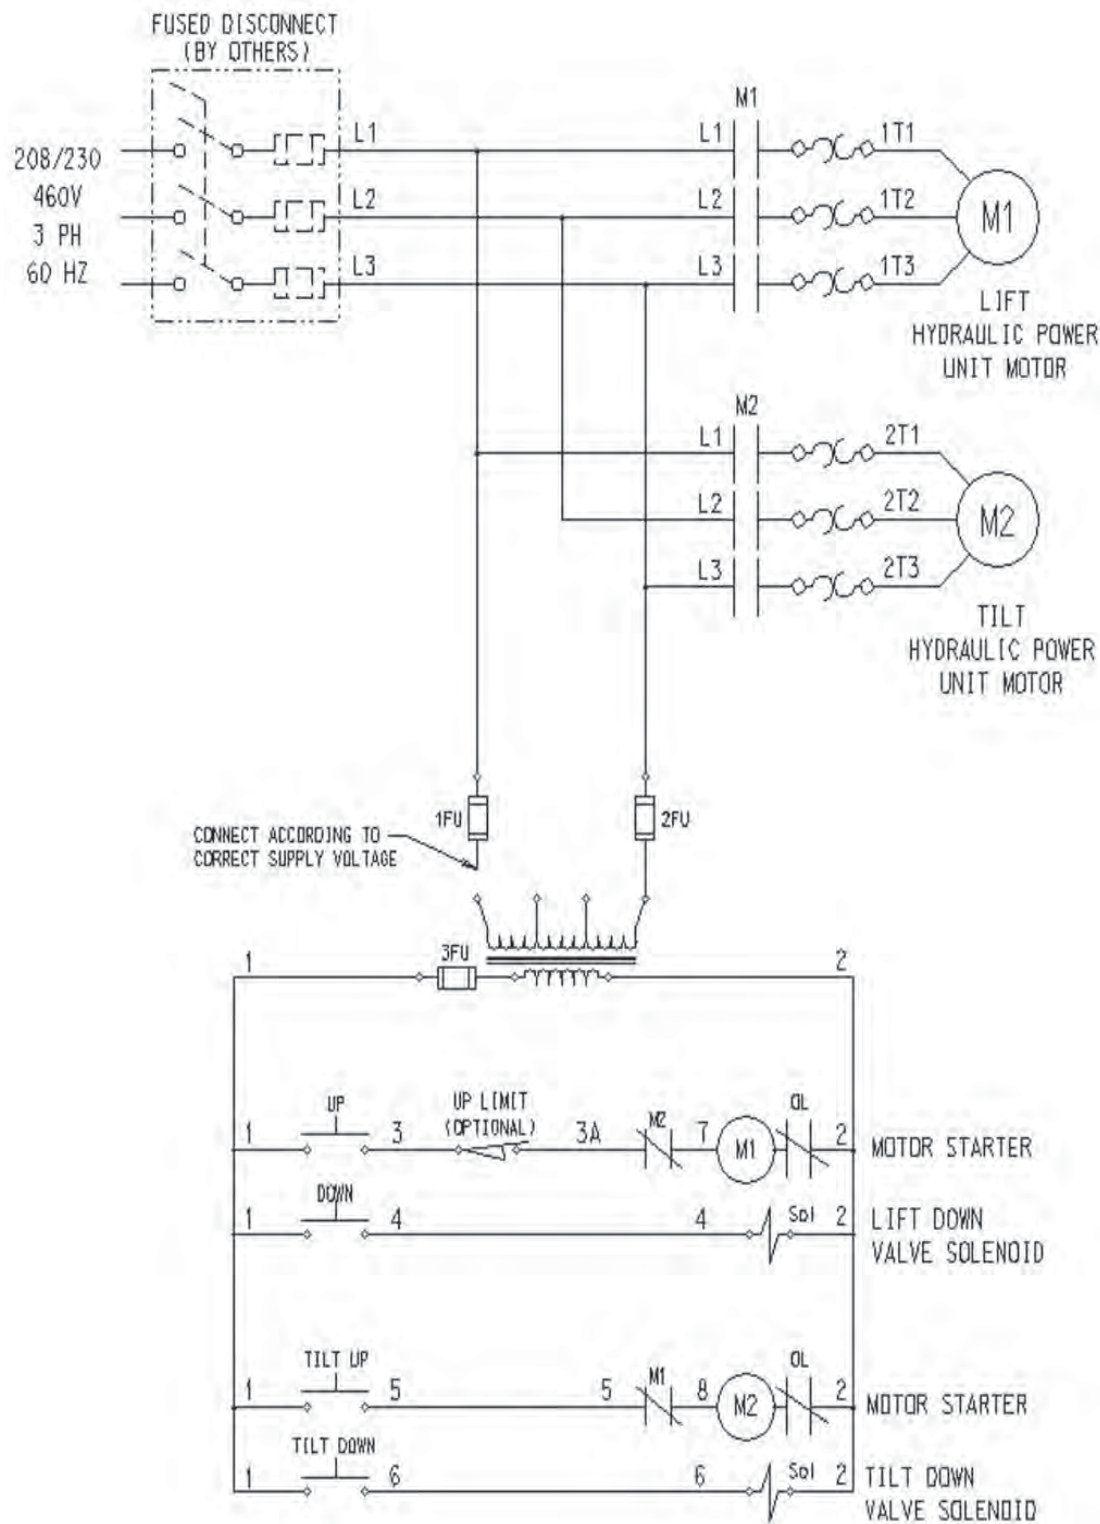 FUSED DISCONNECT
(BY OTHERS)
208/230
460V
3 PH
60 HZ
L1
L2
L3
M1
L1
L2
L3
1T1
1T2
1T3
M1
LIFT
HYDRAULIC POWER
UNIT MOTOR
M2
L1
L2
L3
2T1
2T2
2T3
M2
TILT
HYDRAULIC POWER
UNIT MOTOR
1FU
2FU
CONNECT ACCORDING TO
CORRECT SUPPLY VOLTAGE
1
3FU
2
1
UP
3
UP LIMIT
(OPTIONAL)
3A
M2
7
M1
OL
2
MOTOR STARTER
1
DOWN
4
4
Sol
2
LIFT DOWN
VALVE SOLENOID
1
TILT UP
5
5
M1
8
M2
OL
2
MOTOR STARTER
1
TILT DOWN
6
6
Sol
2
TILT DOWN
VALVE SOLENOID